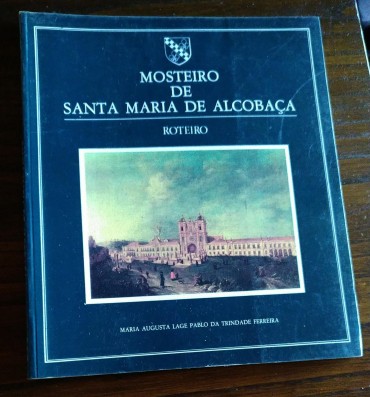 MOSTEIRO
DE
SANTA MARIA DE ALCOBAÇA
ROTEIRO
MARIA AUGUSTA LAGE PABLO DA TRINDADE FERREIRA